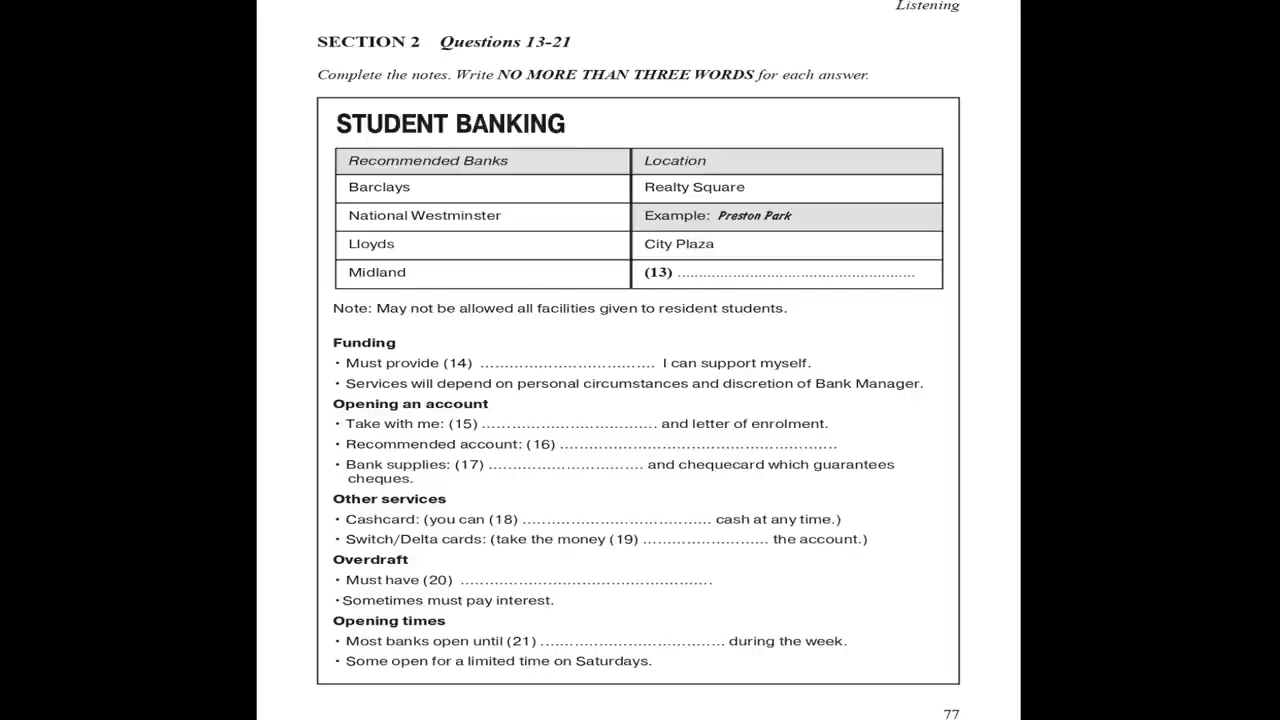 Listening
SECTION 2 Questions 13-21
Complete the notes. Write NO MORE THAN THREE WORDS for each answer.
STUDENT BANKING
Recommended Banks Location
Barclays Realty Square
National Westminster Example: Preston Park
Lloyds City Plaza
Midland (13) ........................................................
Note: May not be allowed all facilities given to resident students.
Funding
• Must provide (14) .................................... I can support myself.
• Services will depend on personal circumstances and discretion of Bank Manager.
Opening an account
• Take with me: (15) .................................... and letter of enrolment.
• Recommended account: (16) ........................................................
• Bank supplies: (17) ................................ and chequecard which guarantees
cheques.
Other services
• Cashcard: (you can (18) ....................................... cash at any time.)
• Switch/Delta cards: (take the money (19) .......................... the account.)
Overdraft
• Must have (20) ....................................................
• Sometimes must pay interest.
Opening times
• Most banks open until (21) ...................................... during the week.
• Some open for a limited time on Saturdays.
77